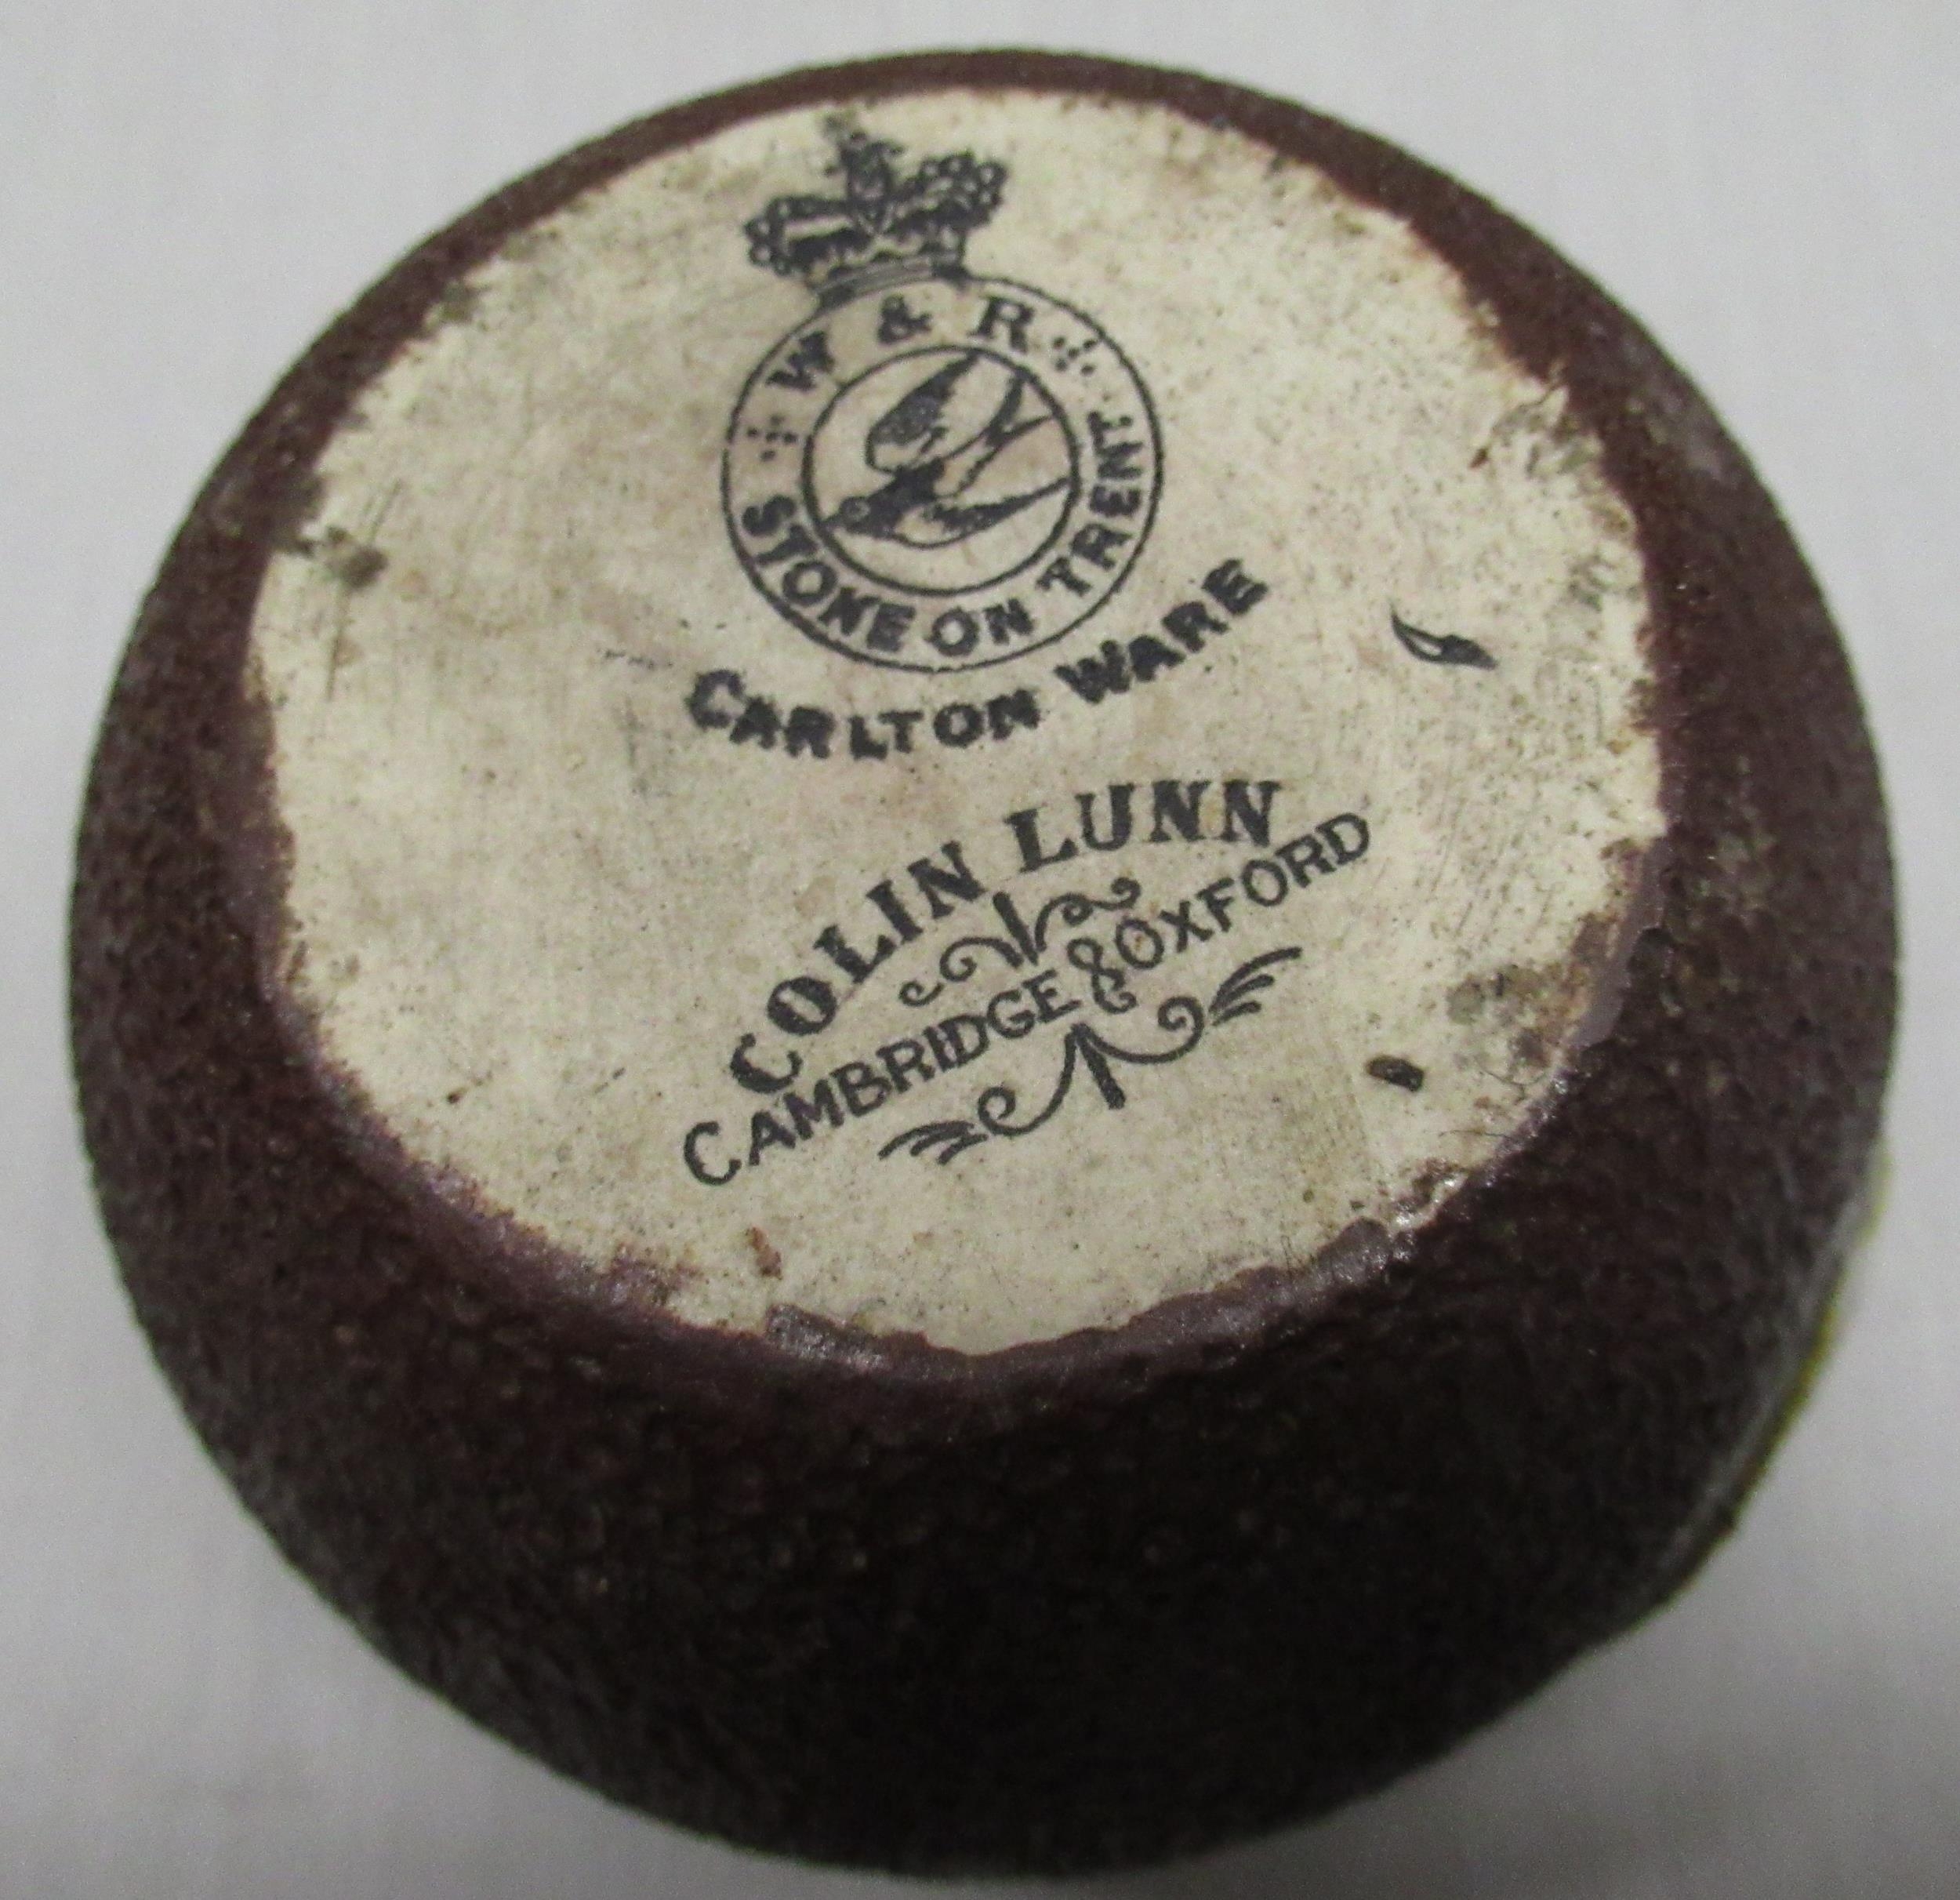 W & R
STOKE ON TRENT
CARLTON WARE
COLIN LUNN
CAMBRIDGE & OXFORD